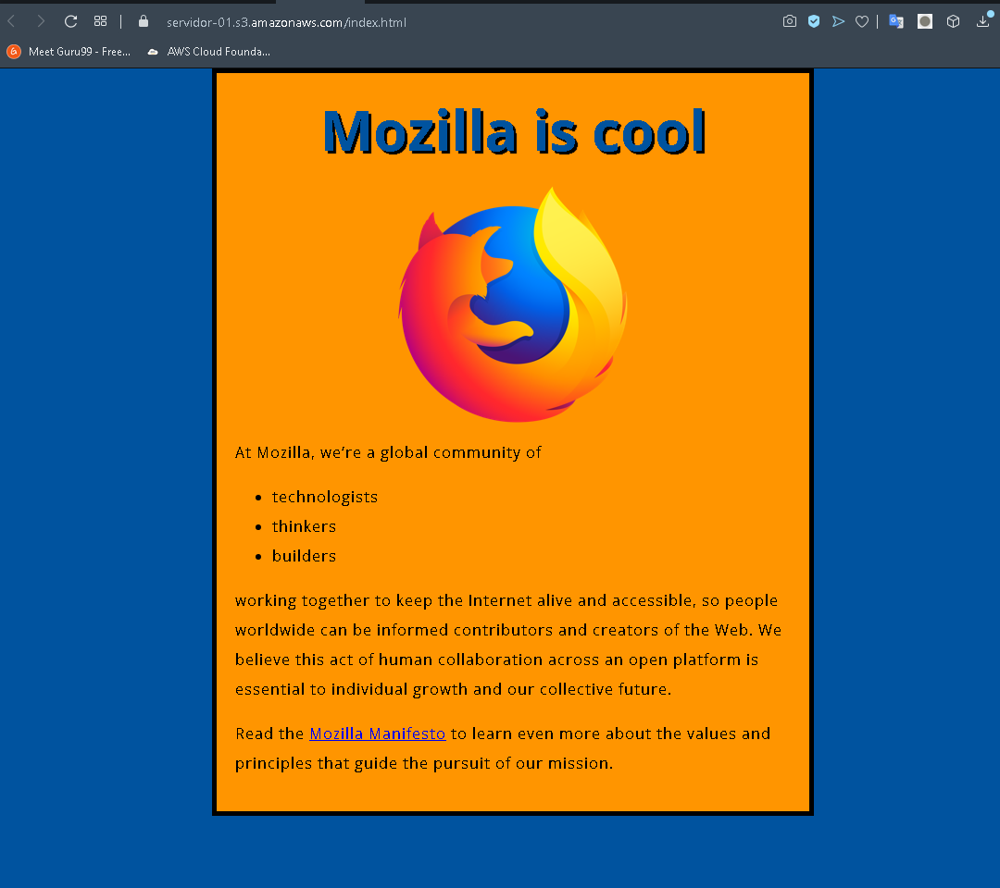 servidor-01.s3.amazonaws.com/index.html
Meet Guru99 - Free... AWS Cloud Founda...
Mozilla is cool
At Mozilla, we’re a global community of
• technologists
• thinkers
• builders
working together to keep the Internet alive and accessible, so people
worldwide can be informed contributors and creators of the Web. We
believe this act of human collaboration across an open platform is
essential to individual growth and our collective future.
Read the Mozilla Manifesto to learn even more about the values and
principles that guide the pursuit of our mission.